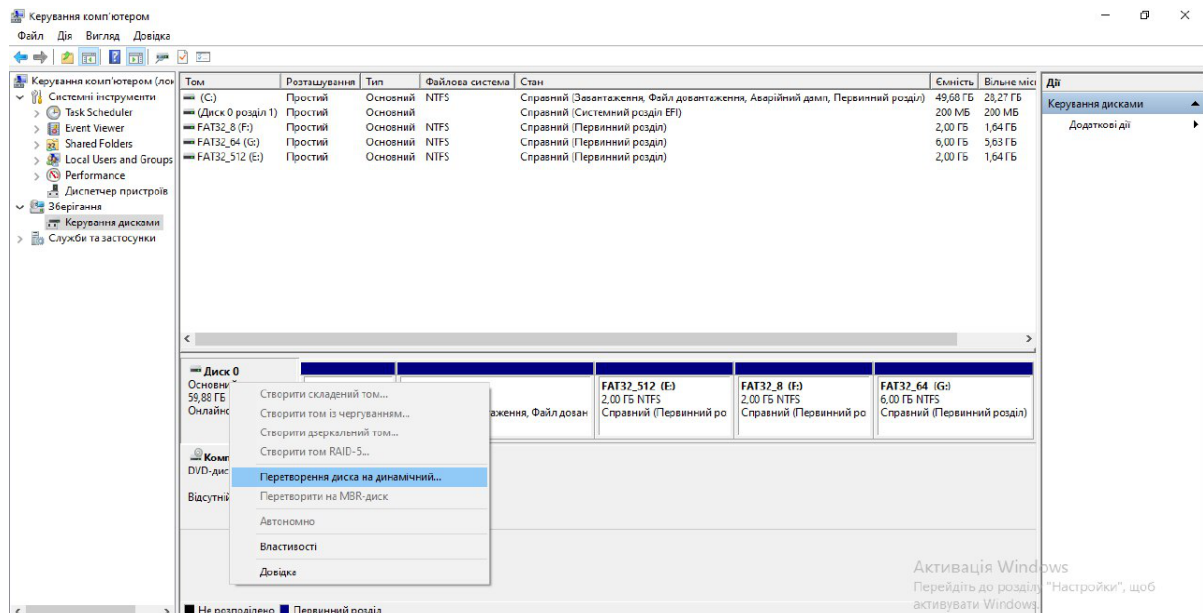 Керування комп'ютером
Файл Дія Вигляд Довідка
Керування комп'ютером (лок
Системні інструменти
Task Scheduler
Event Viewer
Shared Folders
Local Users and Groups
Performance
Диспетчер пристроїв
Зберігання
Керування дисками
Служби та застосунки
Том Розташування Тип Файлова система Стан Ємність Вільне місц
(C:) Простий Основний NTFS Справний (Завантаження, Файл довантаження, Аварійний дамп, Первинний розділ) 49,68 ГБ 28,27 ГБ
(Диск 0 розділ 1) Простий Основний Справний (Системний розділ EFI) 200 МБ 200 МБ
FAT32_8 (F:) Простий Основний NTFS Справний (Первинний розділ) 2,00 ГБ 1,64 ГБ
FAT32_64 (G:) Простий Основний NTFS Справний (Первинний розділ) 6,00 ГБ 5,63 ГБ
FAT32_512 (E:) Простий Основний NTFS Справний (Первинний розділ) 2,00 ГБ 1,64 ГБ
Дії
Керування дисками
Додаткові дії
Диск 0
Основний
59,88 ГБ
Онлайно
аження, Файл дован
FAT32_512 (E:)
2,00 ГБ NTFS
Справний (Первинний ро
FAT32_8 (F:)
2,00 ГБ NTFS
Справний (Первинний ро
FAT32_64 (G:)
6,00 ГБ NTFS
Справний (Первинний розділ)
Комп
DVD-дис
Відсутній
Створити складений том...
Створити том із чергуванням...
Створити дзеркальний том...
Створити том RAID-5...
Перетворення диска на динамічний...
Перетворити на MBR-диск
Автономно
Властивості
Довідка
Не розподілено Первинний розділ
Активація Windows
Перейдіть до розділу "Настройки", щоб
активувати Windows.